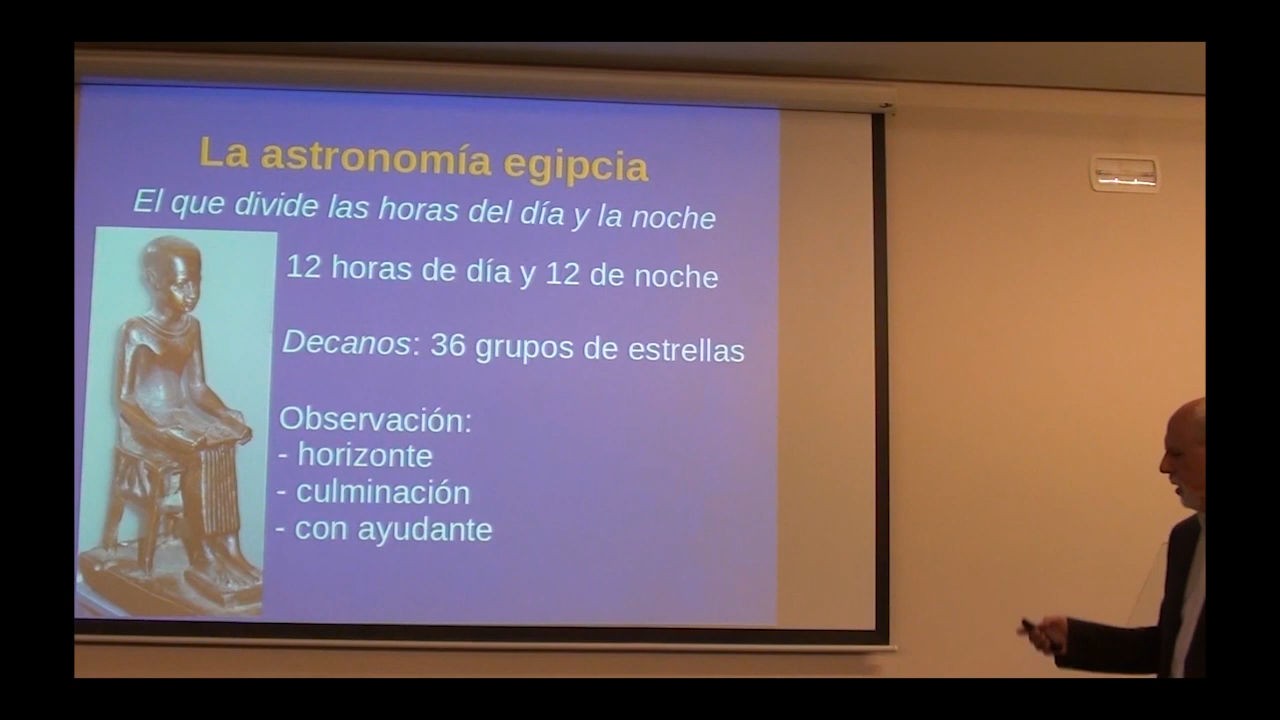 La astronomía egipcia
El que divide las horas del día y la noche
12 horas de día y 12 de noche
Decanos: 36 grupos de estrellas
Observación:
- horizonte
- culminación
- con ayudante